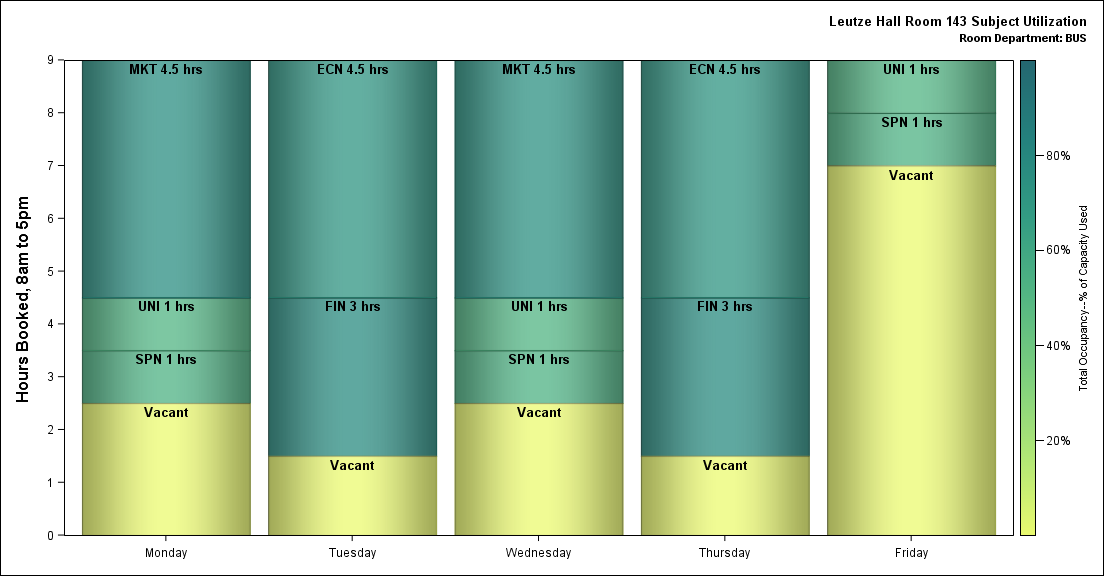 Leutze Hall Room 143 Subject Utilization
Room Department: BUS
Hours Booked, 8am to 5pm
9
8
7
6
5
4
3
2
1
0
MKT 4.5 hrs
UNI 1 hrs
SPN 1 hrs
Vacant
ECN 4.5 hrs
FIN 3 hrs
Vacant
MKT 4.5 hrs
UNI 1 hrs
SPN 1 hrs
Vacant
ECN 4.5 hrs
FIN 3 hrs
Vacant
UNI 1 hrs
SPN 1 hrs
Vacant
Monday
Tuesday
Wednesday
Thursday
Friday
80%
60%
40%
20%
Total Occupancy--% of Capacity Used